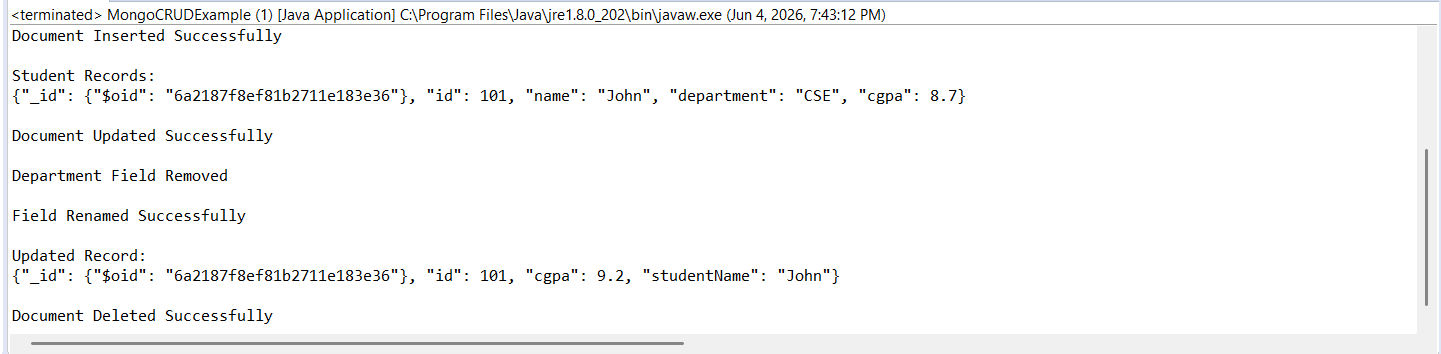 <terminated> MongoCRUDExample (1) [Java Application] C:\Program Files\Java\jre1.8.0_202\bin\javaw.exe (Jun 4, 2026, 7:43:12 PM)
Document Inserted Successfully
Student Records:
{"_id": {"$oid": "6a2187f8ef81b2711e183e36"}, "id": 101, "name": "John", "department": "CSE", "cgpa": 8.7}
Document Updated Successfully
Department Field Removed
Field Renamed Successfully
Updated Record:
{"_id": {"$oid": "6a2187f8ef81b2711e183e36"}, "id": 101, "cgpa": 9.2, "studentName": "John"}
Document Deleted Successfully